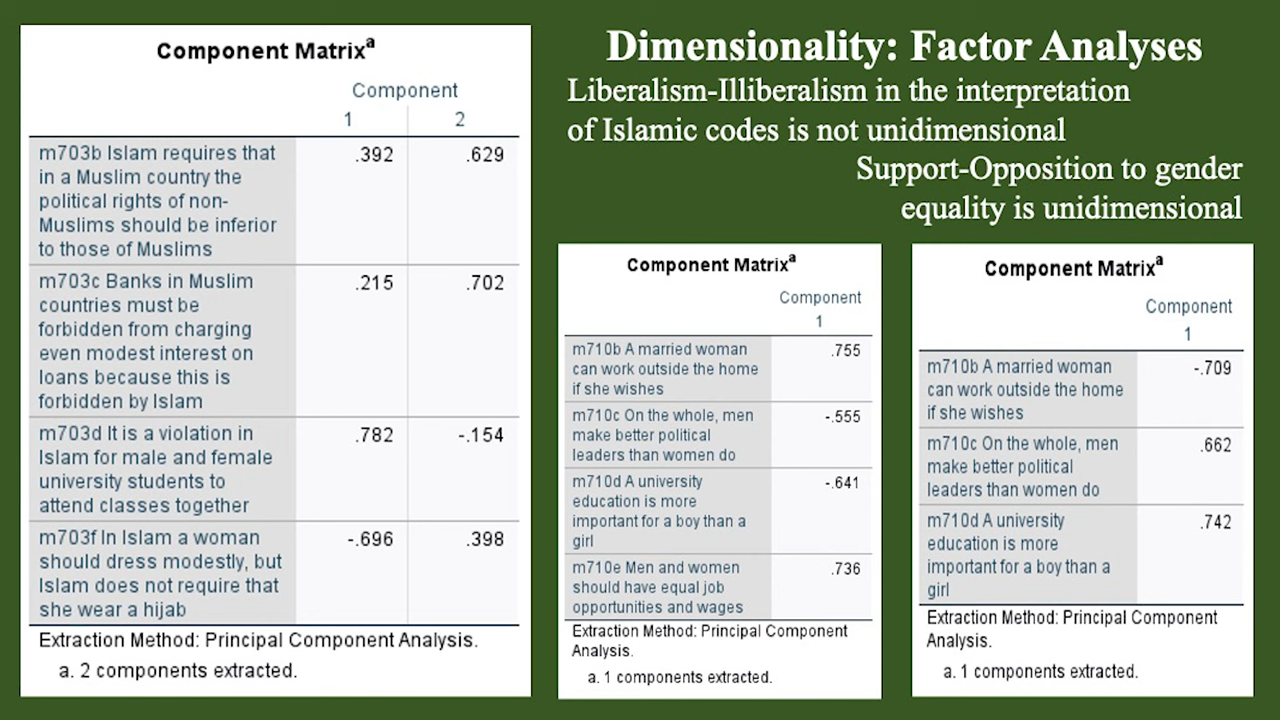 Component Matrixa
Component
1 2
m703b Islam requires that .392 .629
in a Muslim country the
political rights of non-
Muslims should be inferior
to those of Muslims
m703c Banks in Muslim .215 .702
countries must be
forbidden from charging
even modest interest on
loans because this is
forbidden by Islam
m703d It is a violation in .782 -.154
Islam for male and female
university students to
attend classes together
m703f In Islam a woman -.696 .398
should dress modestly, but
Islam does not require that
she wear a hijab
Extraction Method: Principal Component Analysis.
a. 2 components extracted.
Dimensionality: Factor Analyses
Liberalism-Illiberalism in the interpretation
of Islamic codes is not unidimensional
Support-Opposition to gender
equality is unidimensional
Component Matrixa
Component
1
m710b A married woman .755
can work outside the home
if she wishes
m710c On the whole, men -.555
make better political
leaders than women do
m710d A university -.641
education is more
important for a boy than a
girl
m710e Men and women .736
should have equal job
opportunities and wages
Extraction Method: Principal Component
Analysis.
a. 1 components extracted.
Component Matrixa
Component
1
m710b A married woman -.709
can work outside the home
if she wishes
m710c On the whole, men .662
make better political
leaders than women do
m710d A university .742
education is more
important for a boy than a
girl
Extraction Method: Principal Component
Analysis.
a. 1 components extracted.